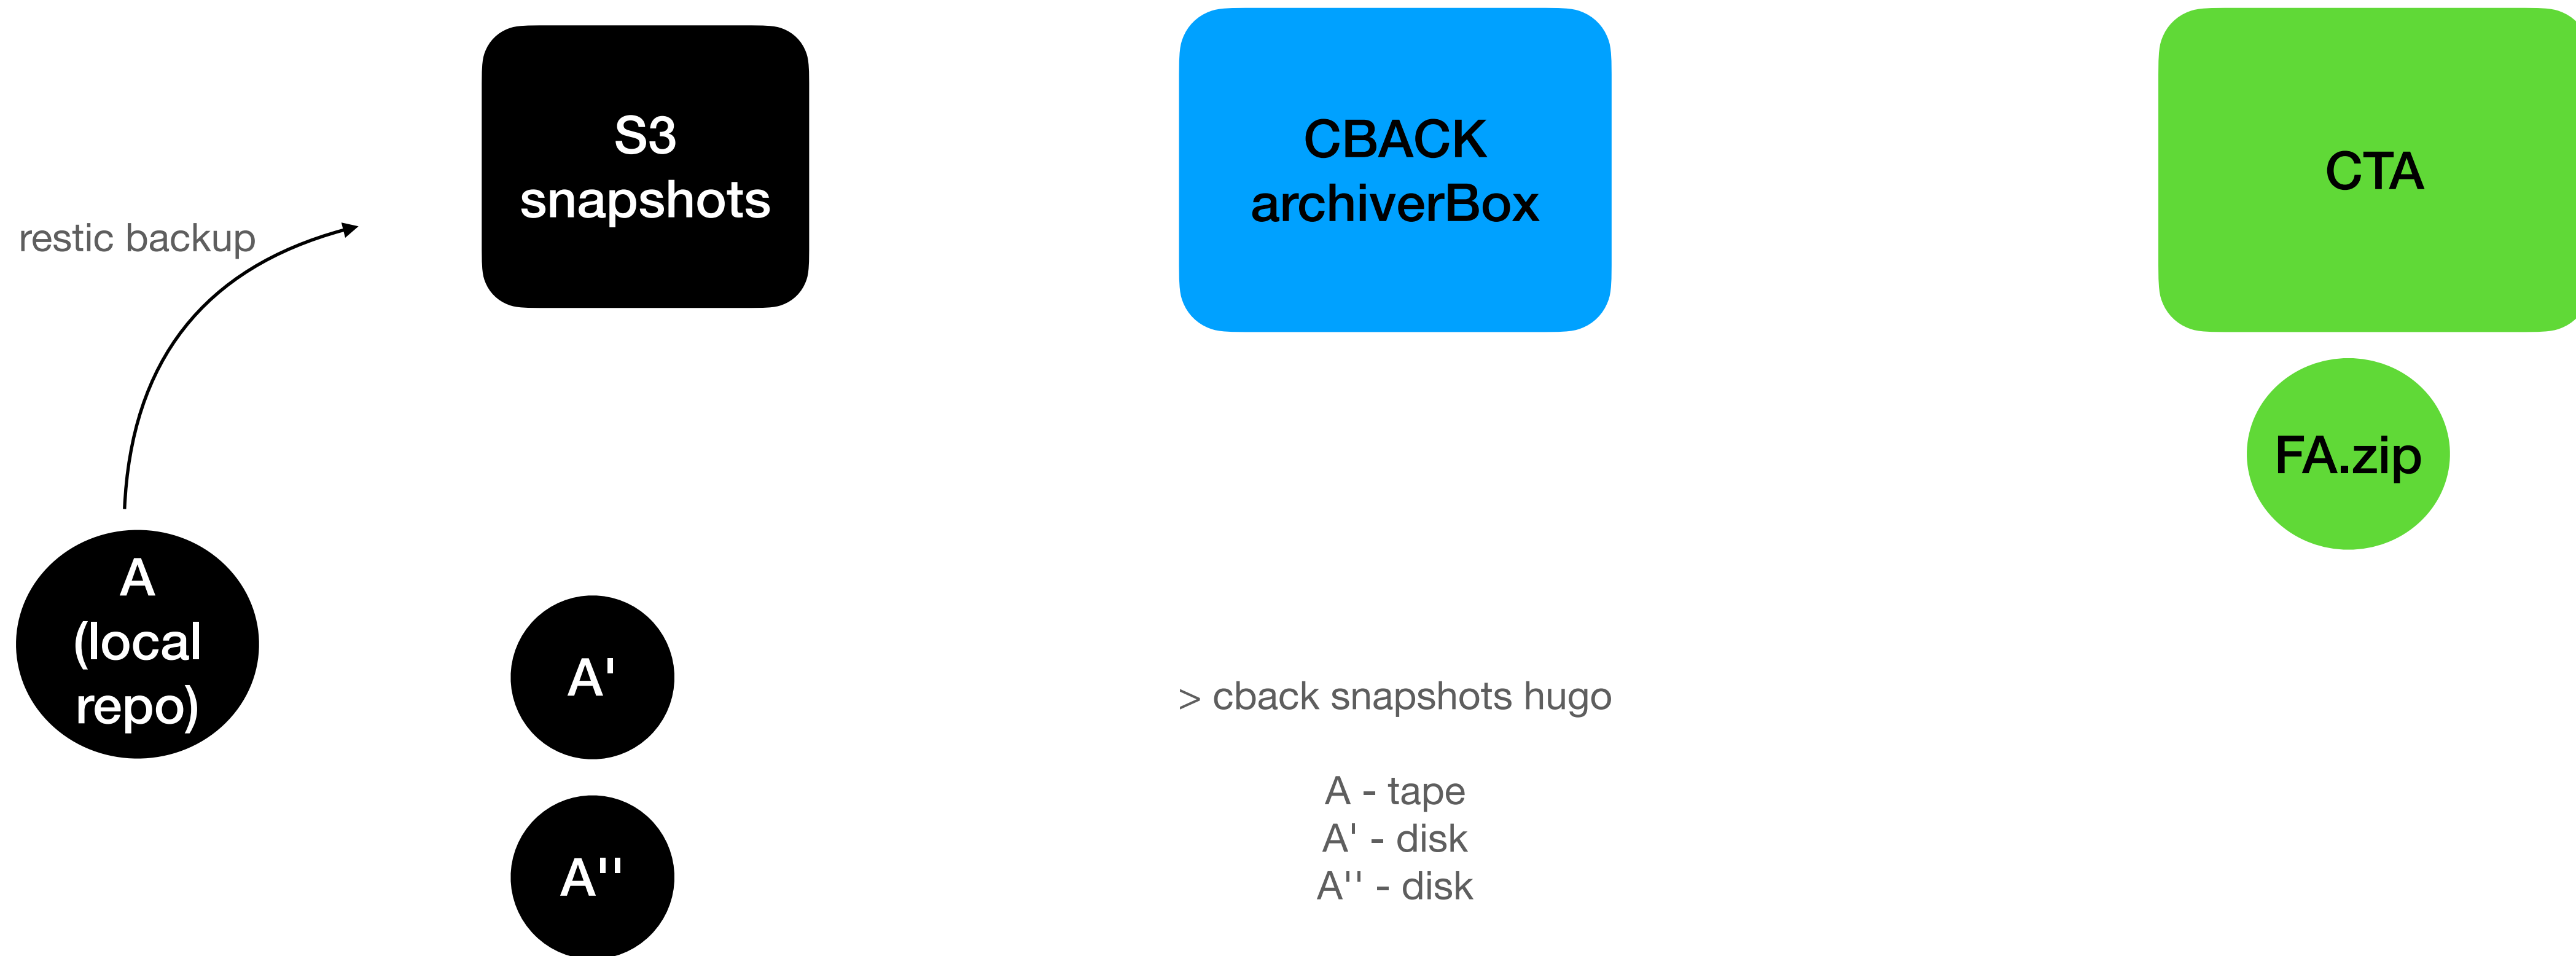 S3
snapshots
CBACK
archiverBox
CTA
restic backup
FA.zip
A
(local
repo)
A'
A''
> cback snapshots hugo
A - tape
A' - disk
A'' - disk